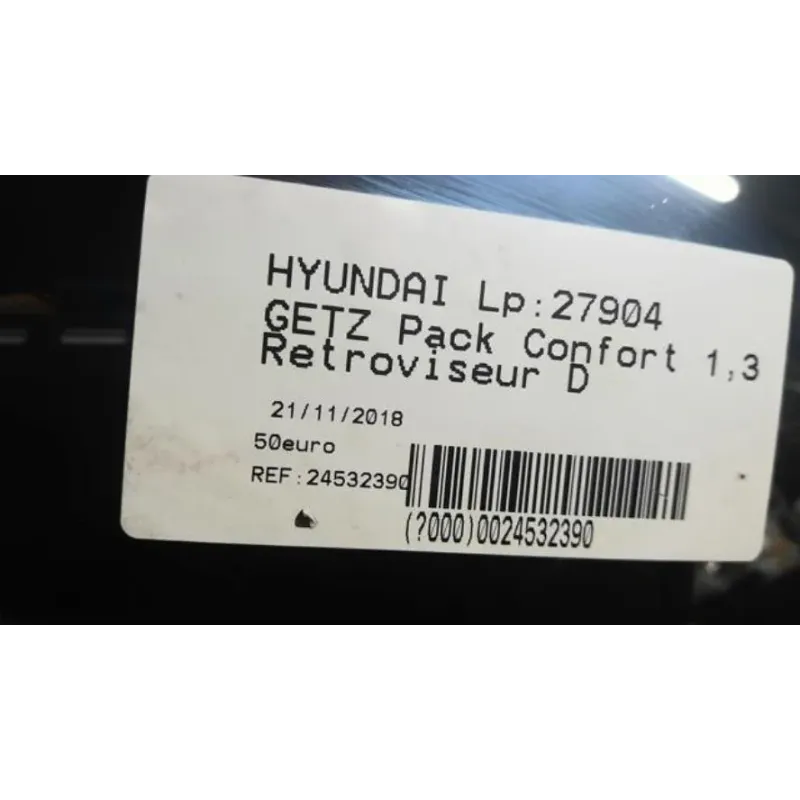 HYUNDAI Lp:27904
GETZ Pack Confort 1,3
Retroviseur D
21/11/2018
50euro
REF:24532390
(?000)0024532390